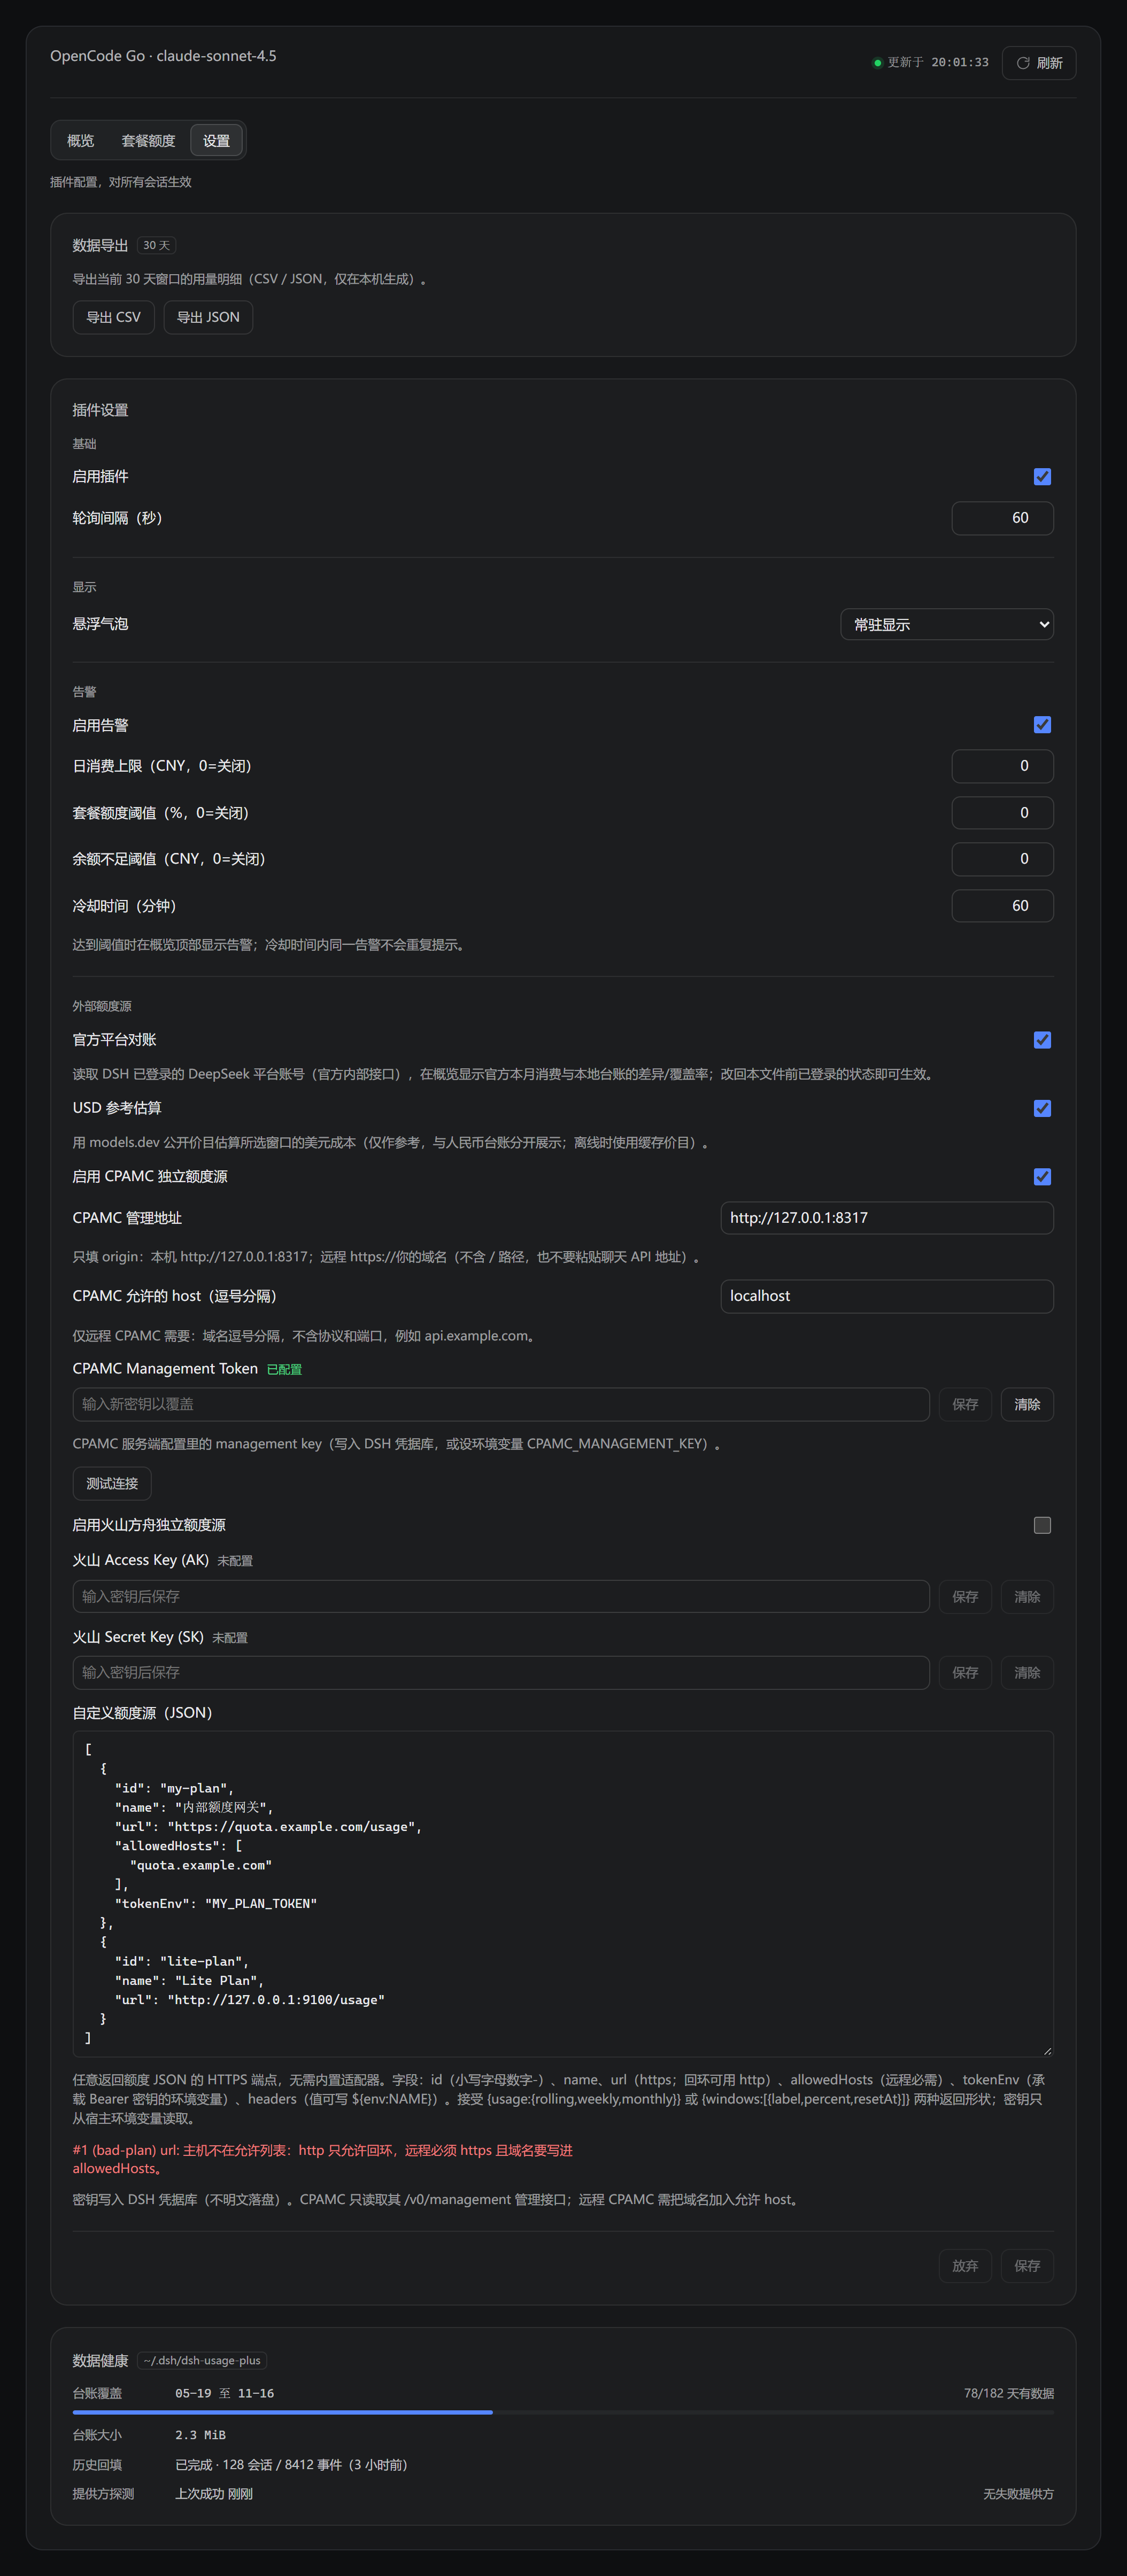 OpenCode Go · claude-sonnet-4.5
更新于 20:01:33
刷新
概览
套餐额度
设置
插件配置，对所有会话生效
数据导出 30 天
导出当前 30 天窗口的用量明细（CSV / JSON，仅在本机生成）。
导出 CSV
导出 JSON
插件设置
基础
启用插件
轮询间隔（秒） 60
显示
悬浮气泡 常驻显示
告警
启用告警
日消费上限（CNY，0=关闭） 0
套餐额度阈值（%，0=关闭） 0
余额不足阈值（CNY，0=关闭） 0
冷却时间（分钟） 60
达到阈值时在概览顶部显示告警；冷却时间内同一告警不会重复提示。
外部额度源
官方平台对账
读取 DSH 已登录的 DeepSeek 平台账号（官方内部接口），在概览显示官方本月消费与本地台账的差异/覆盖率；改回本文件前已登录的状态即可生效。
USD 参考估算
用 models.dev 公开价目估算所选窗口的美元成本（仅作参考，与人民币台账分开展示；离线时使用缓存价目）。
启用 CPAMC 独立额度源
CPAMC 管理地址 http://127.0.0.1:8317
只填 origin：本机 http://127.0.0.1:8317；远程 https://你的域名（不含 / 路径，也不要粘贴聊天 API 地址）。
CPAMC 允许的 host（逗号分隔） localhost
仅远程 CPAMC 需要：域名逗号分隔，不含协议和端口，例如 api.example.com。
CPAMC Management Token 已配置
输入新密钥以覆盖 保存 清除
CPAMC 服务端配置里的 management key（写入 DSH 凭据库，或设环境变量 CPAMC_MANAGEMENT_KEY）。
测试连接
启用火山方舟独立额度源
火山 Access Key (AK) 未配置
输入密钥后保存 保存 清除
火山 Secret Key (SK) 未配置
输入密钥后保存 保存 清除
自定义额度源（JSON）
[
  {
    "id": "my-plan",
    "name": "内部额度网关",
    "url": "https://quota.example.com/usage",
    "allowedHosts": [
      "quota.example.com"
    ],
    "tokenEnv": "MY_PLAN_TOKEN"
  },
  {
    "id": "lite-plan",
    "name": "Lite Plan",
    "url": "http://127.0.0.1:9100/usage"
  }
]
任意返回额度 JSON 的 HTTPS 端点，无需内置适配器。字段：id（小写字母数字-）、name、url（https；回环可用 http）、allowedHosts（远程必需）、tokenEnv（承
载 Bearer 密钥的环境变量）、headers（值可写 ${env:NAME}）。接受 {usage:{rolling,weekly,monthly}} 或 {windows:[{label,percent,resetAt}]} 两种返回形状；密钥只
从宿主环境变量读取。
#1 (bad-plan) url: 主机不在允许列表：http 只允许回环，远程必须 https 且域名要写进
allowedHosts。
密钥写入 DSH 凭据库（不明文落盘）。CPAMC 只读取其 /v0/management 管理接口；远程 CPAMC 需把域名加入允许 host。
放弃 保存
数据健康 ~/.dsh/dsh-usage-plus
台账覆盖 05-19 至 11-16 78/182 天有数据
台账大小 2.3 MiB
历史回填 已完成 · 128 会话 / 8412 事件（3 小时前）
提供方探测 上次成功 刚刚 无失败提供方